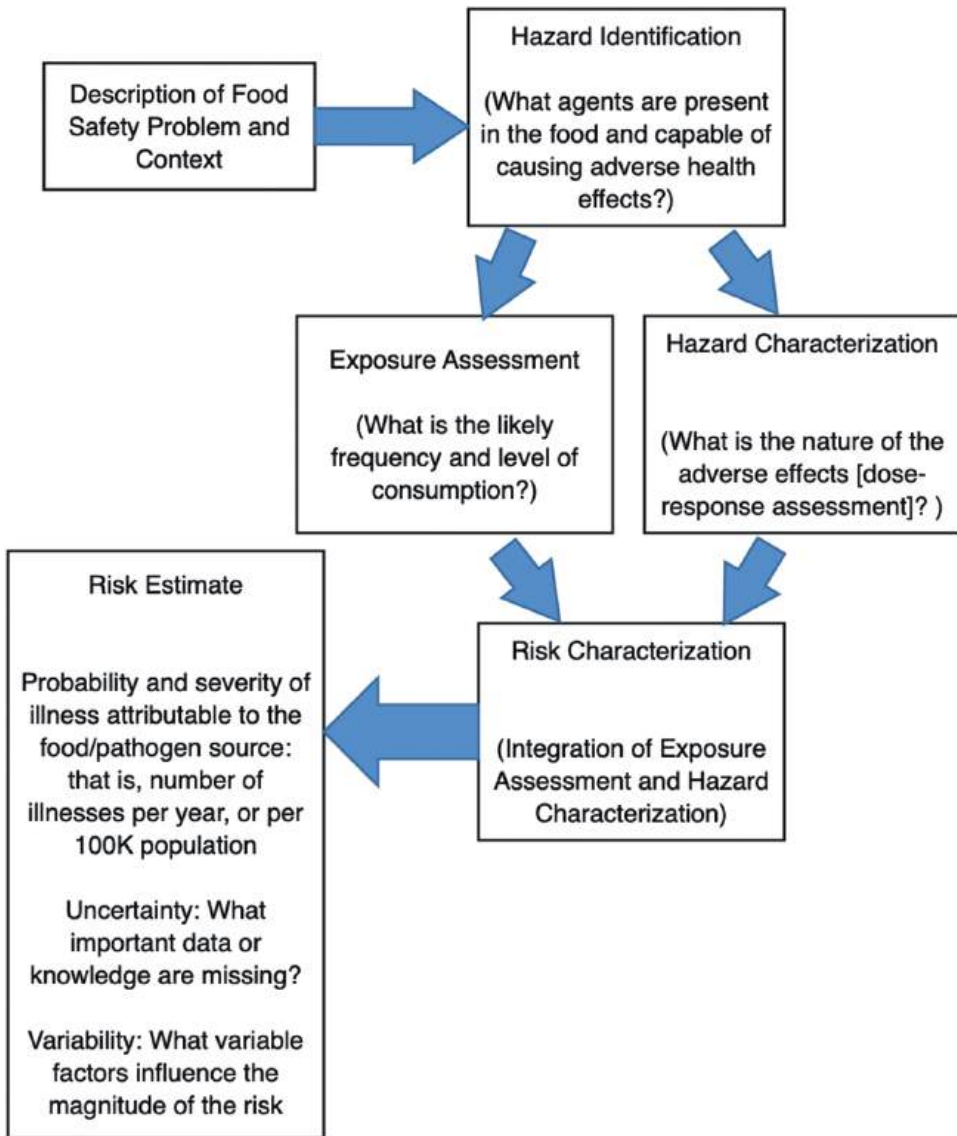 Description of Food
Safety Problem and
Context
Hazard Identification
(What agents are present
in the food and capable of
causing adverse health
effects?)
Exposure Assessment
(What is the likely
frequency and level of
consumption?)
Hazard Characterization
(What is the nature of the
adverse effects [dose-
response assessment]? )
Risk Characterization
(Integration of Exposure
Assessment and Hazard
Characterization)
Risk Estimate
Probability and severity of
illness attributable to the
food/pathogen source:
that is, number of
illnesses per year, or per
100K population
Uncertainty: What
important data or
knowledge are missing?
Variability: What variable
factors influence the
magnitude of the risk